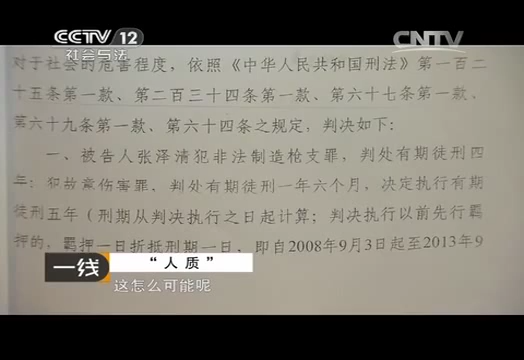 CCTV 12
社会与法
CNTV
对于社会的危害程度，依照《中华人民共和国刑法》第一百二
十五条第一款、第二百三十四条第一款、第六十七条第一款、
第六十九条第一款、第六十四条之规定，判决如下：
一、被告人张泽清犯非法制造枪支罪，判处有期徒刑四
年；犯故意伤害罪，判处有期徒刑一年六个月，决定执行有期
徒刑五年（刑期从判决执行之日起计算；判决执行以前先行羁
押的，羁押一日折抵刑期一日，即自2008年9月3日起至2013年9
一线
“人质”
这怎么可能呢